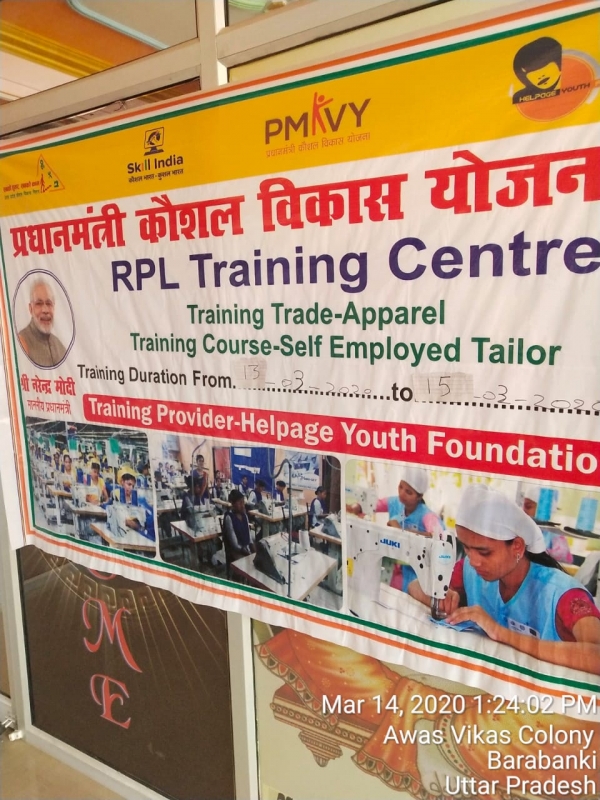 HELPAGE YOUTH
PMKVY
प्रधानमंत्री कौशल विकास योजना
Skill India
कौशल भारत - कुशल भारत
प्रधानमंत्री कौशल विकास योजन
RPL Training Centre
Training Trade-Apparel
Training Course-Self Employed Tailor
श्री नरेन्द्र मोदी
माननीय प्रधानमंत्री
Training Duration From. 13-03-2020 to 15-03-2020
Training Provider-Helpage Youth Foundatio
JUKI
M
E
Mar 14, 2020 1:24:02 PM
Awas Vikas Colony
Barabanki
Uttar Pradesh